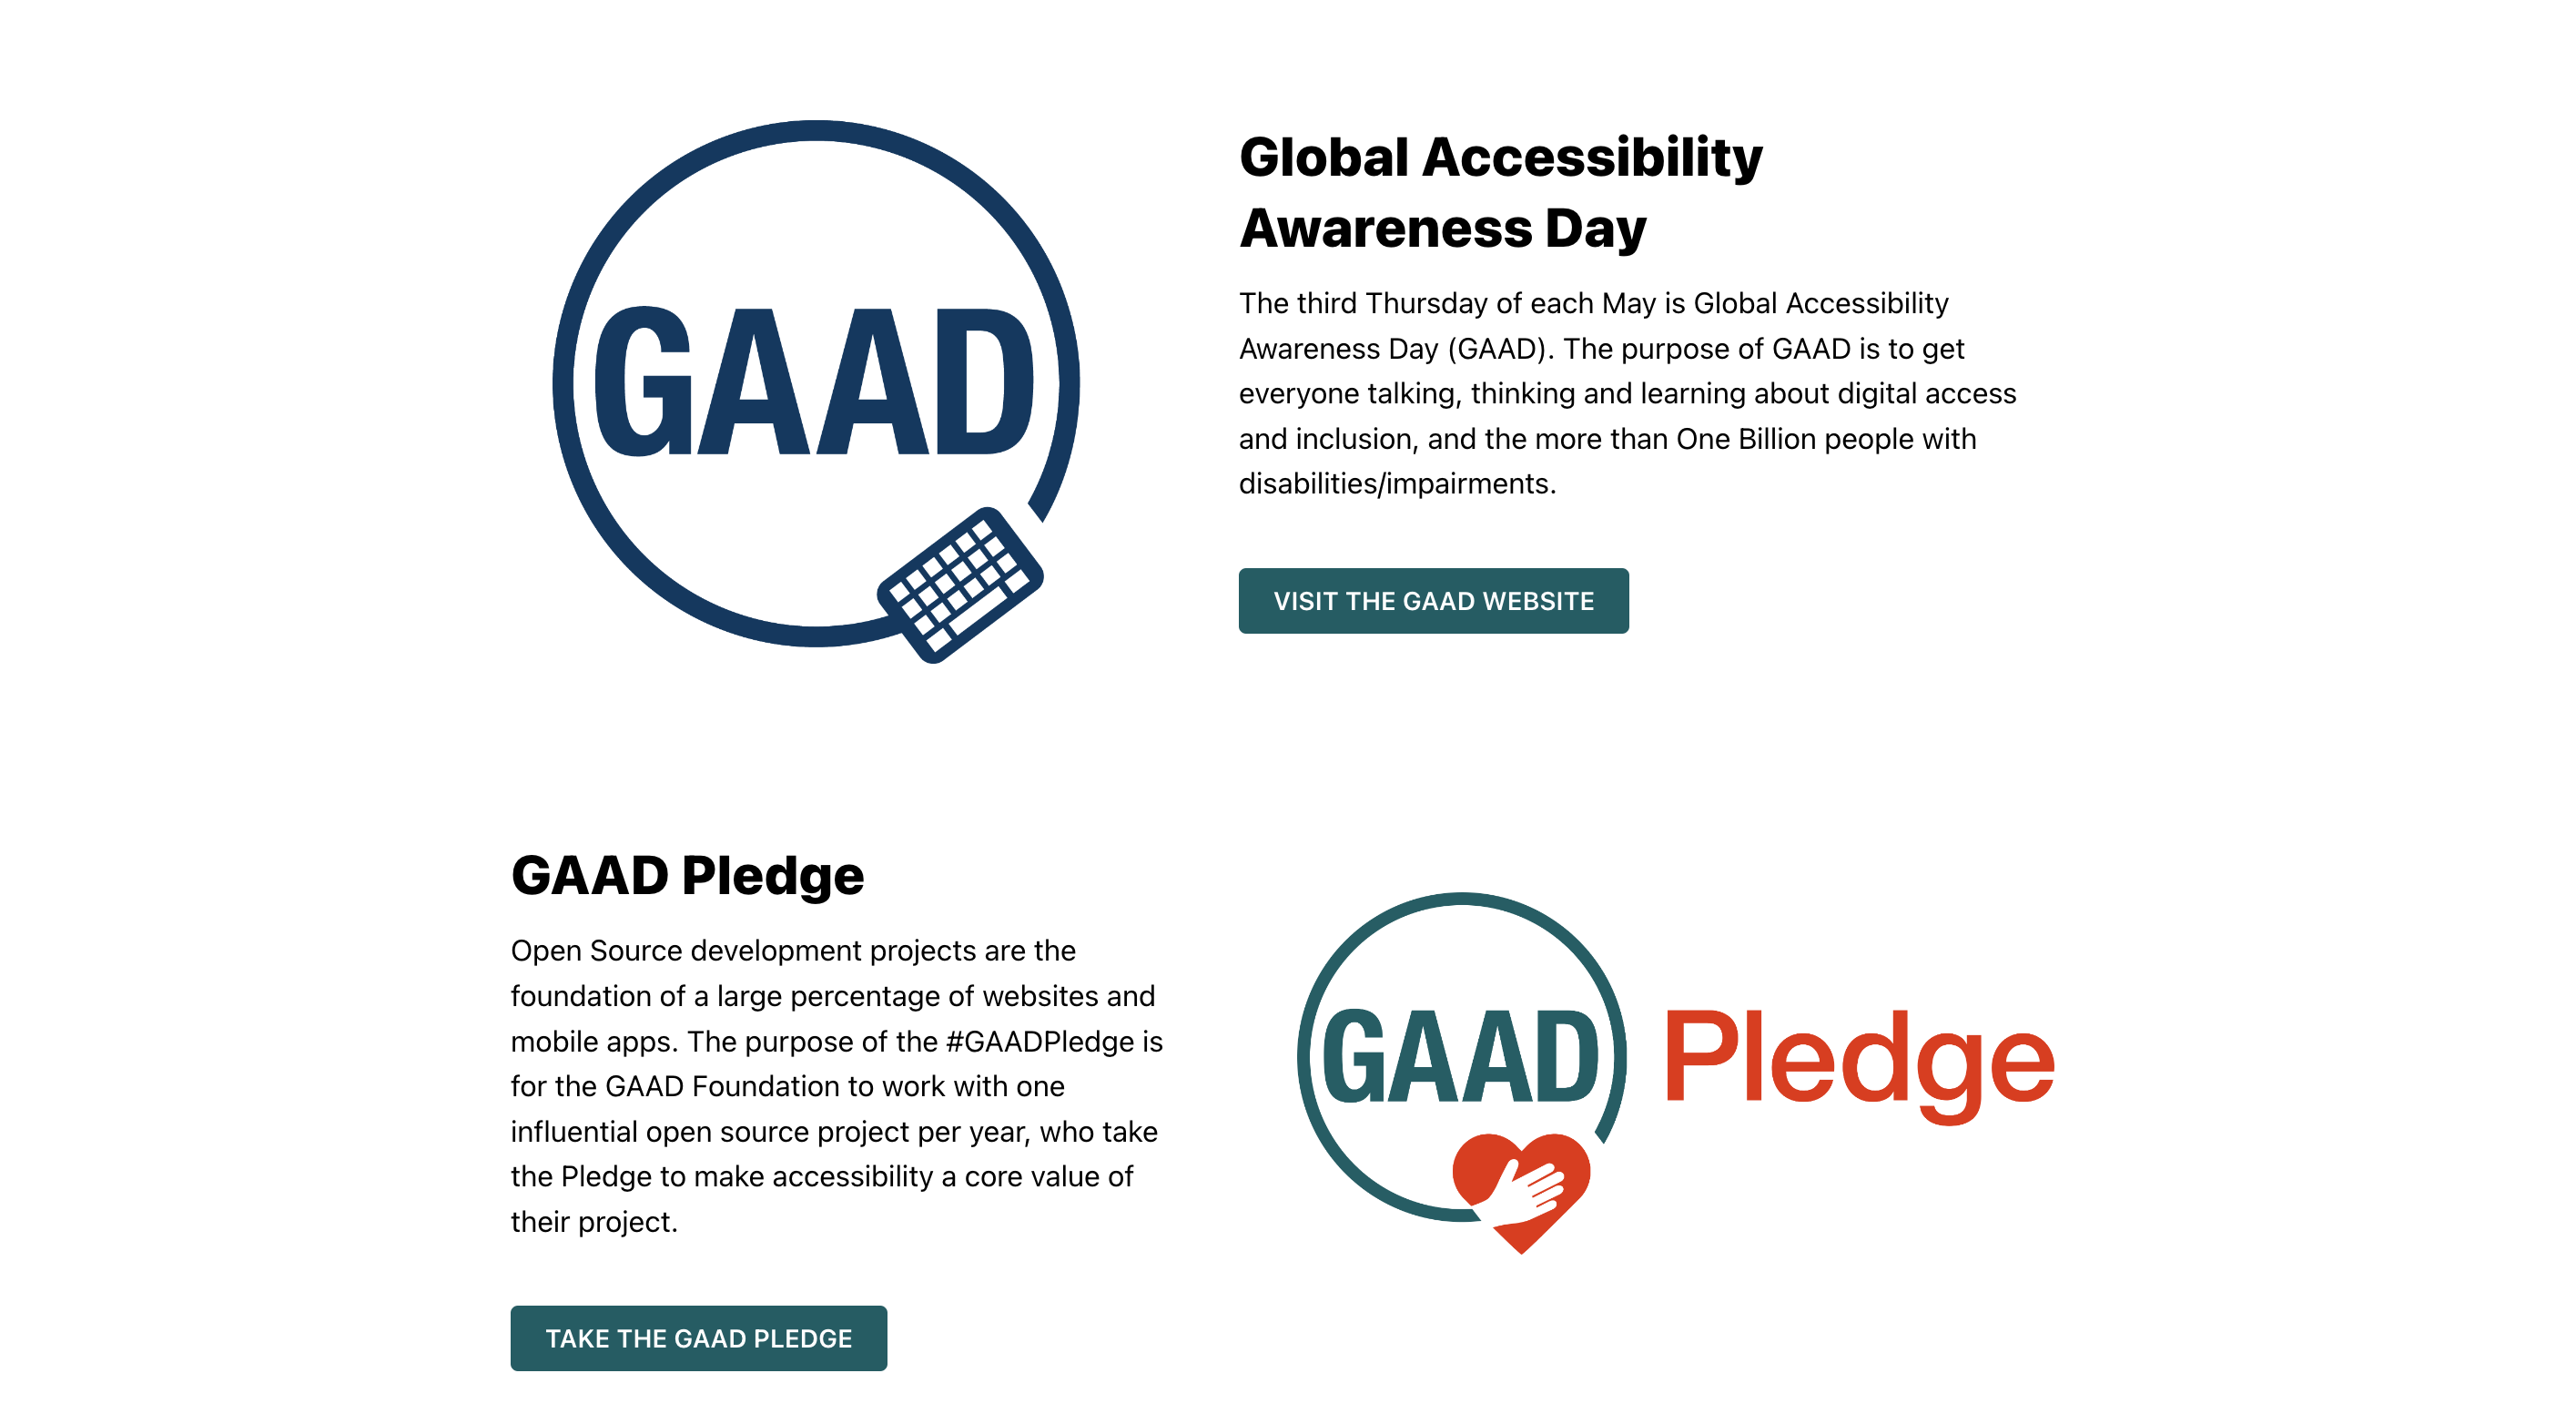 GAAD
Global Accessibility
Awareness Day
The third Thursday of each May is Global Accessibility
Awareness Day (GAAD). The purpose of GAAD is to get
everyone talking, thinking and learning about digital access
and inclusion, and the more than One Billion people with
disabilities/impairments.
VISIT THE GAAD WEBSITE
GAAD Pledge
Open Source development projects are the
foundation of a large percentage of websites and
mobile apps. The purpose of the #GAADPledge is
for the GAAD Foundation to work with one
influential open source project per year, who take
the Pledge to make accessibility a core value of
their project.
TAKE THE GAAD PLEDGE
GAAD Pledge